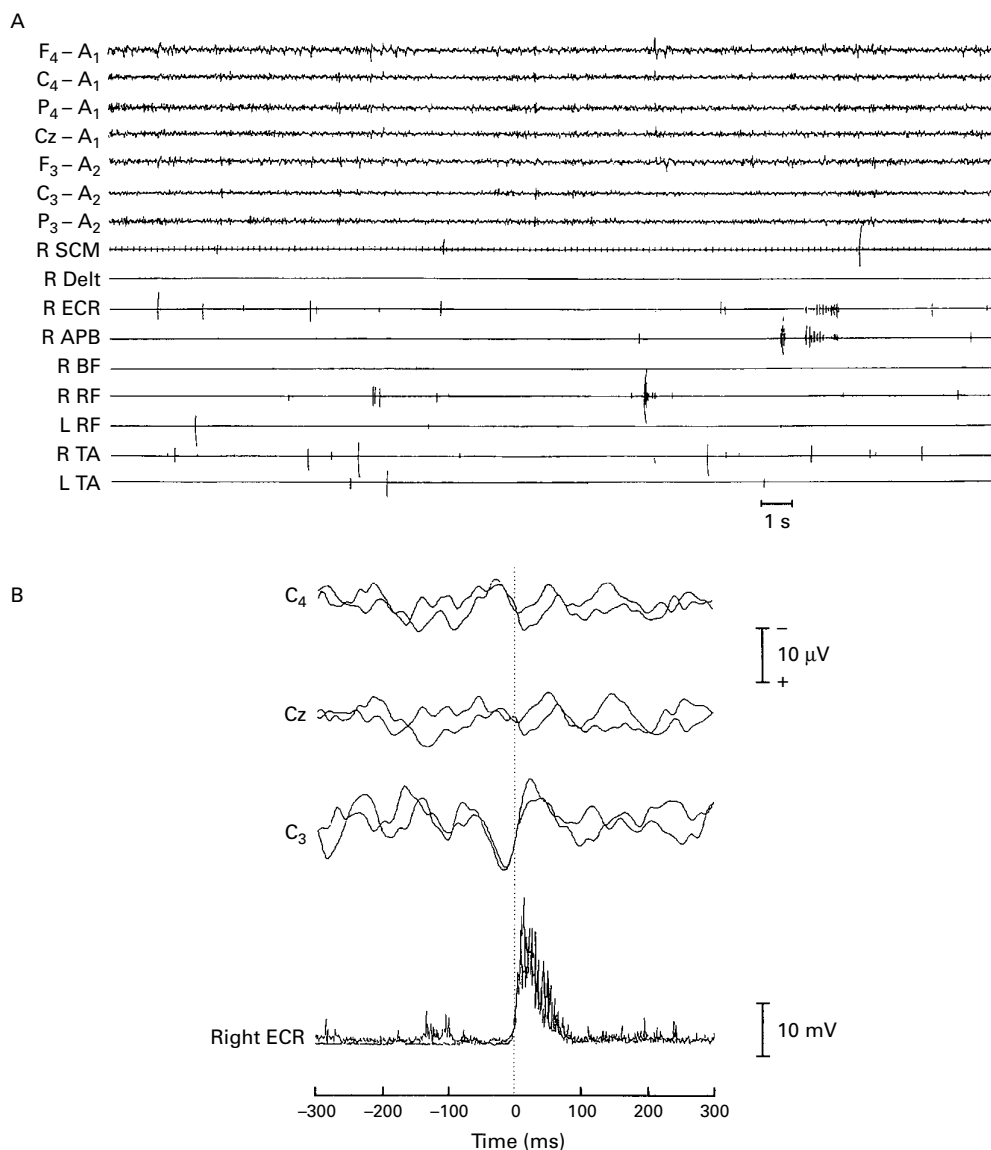 A
F₄ – A₁
C₄ – A₁
P₄ – A₁
Cz – A₁
F₃ – A₂
C₃ – A₂
P₃ – A₂
R SCM
R Delt
R ECR
R APB
R BF
R RF
L RF
R TA
L TA
1 s
B
C₄
–
10 µV
+
Cz
C₃
Right ECR
10 mV
–300 –200 –100 0 100 200 300
Time (ms)